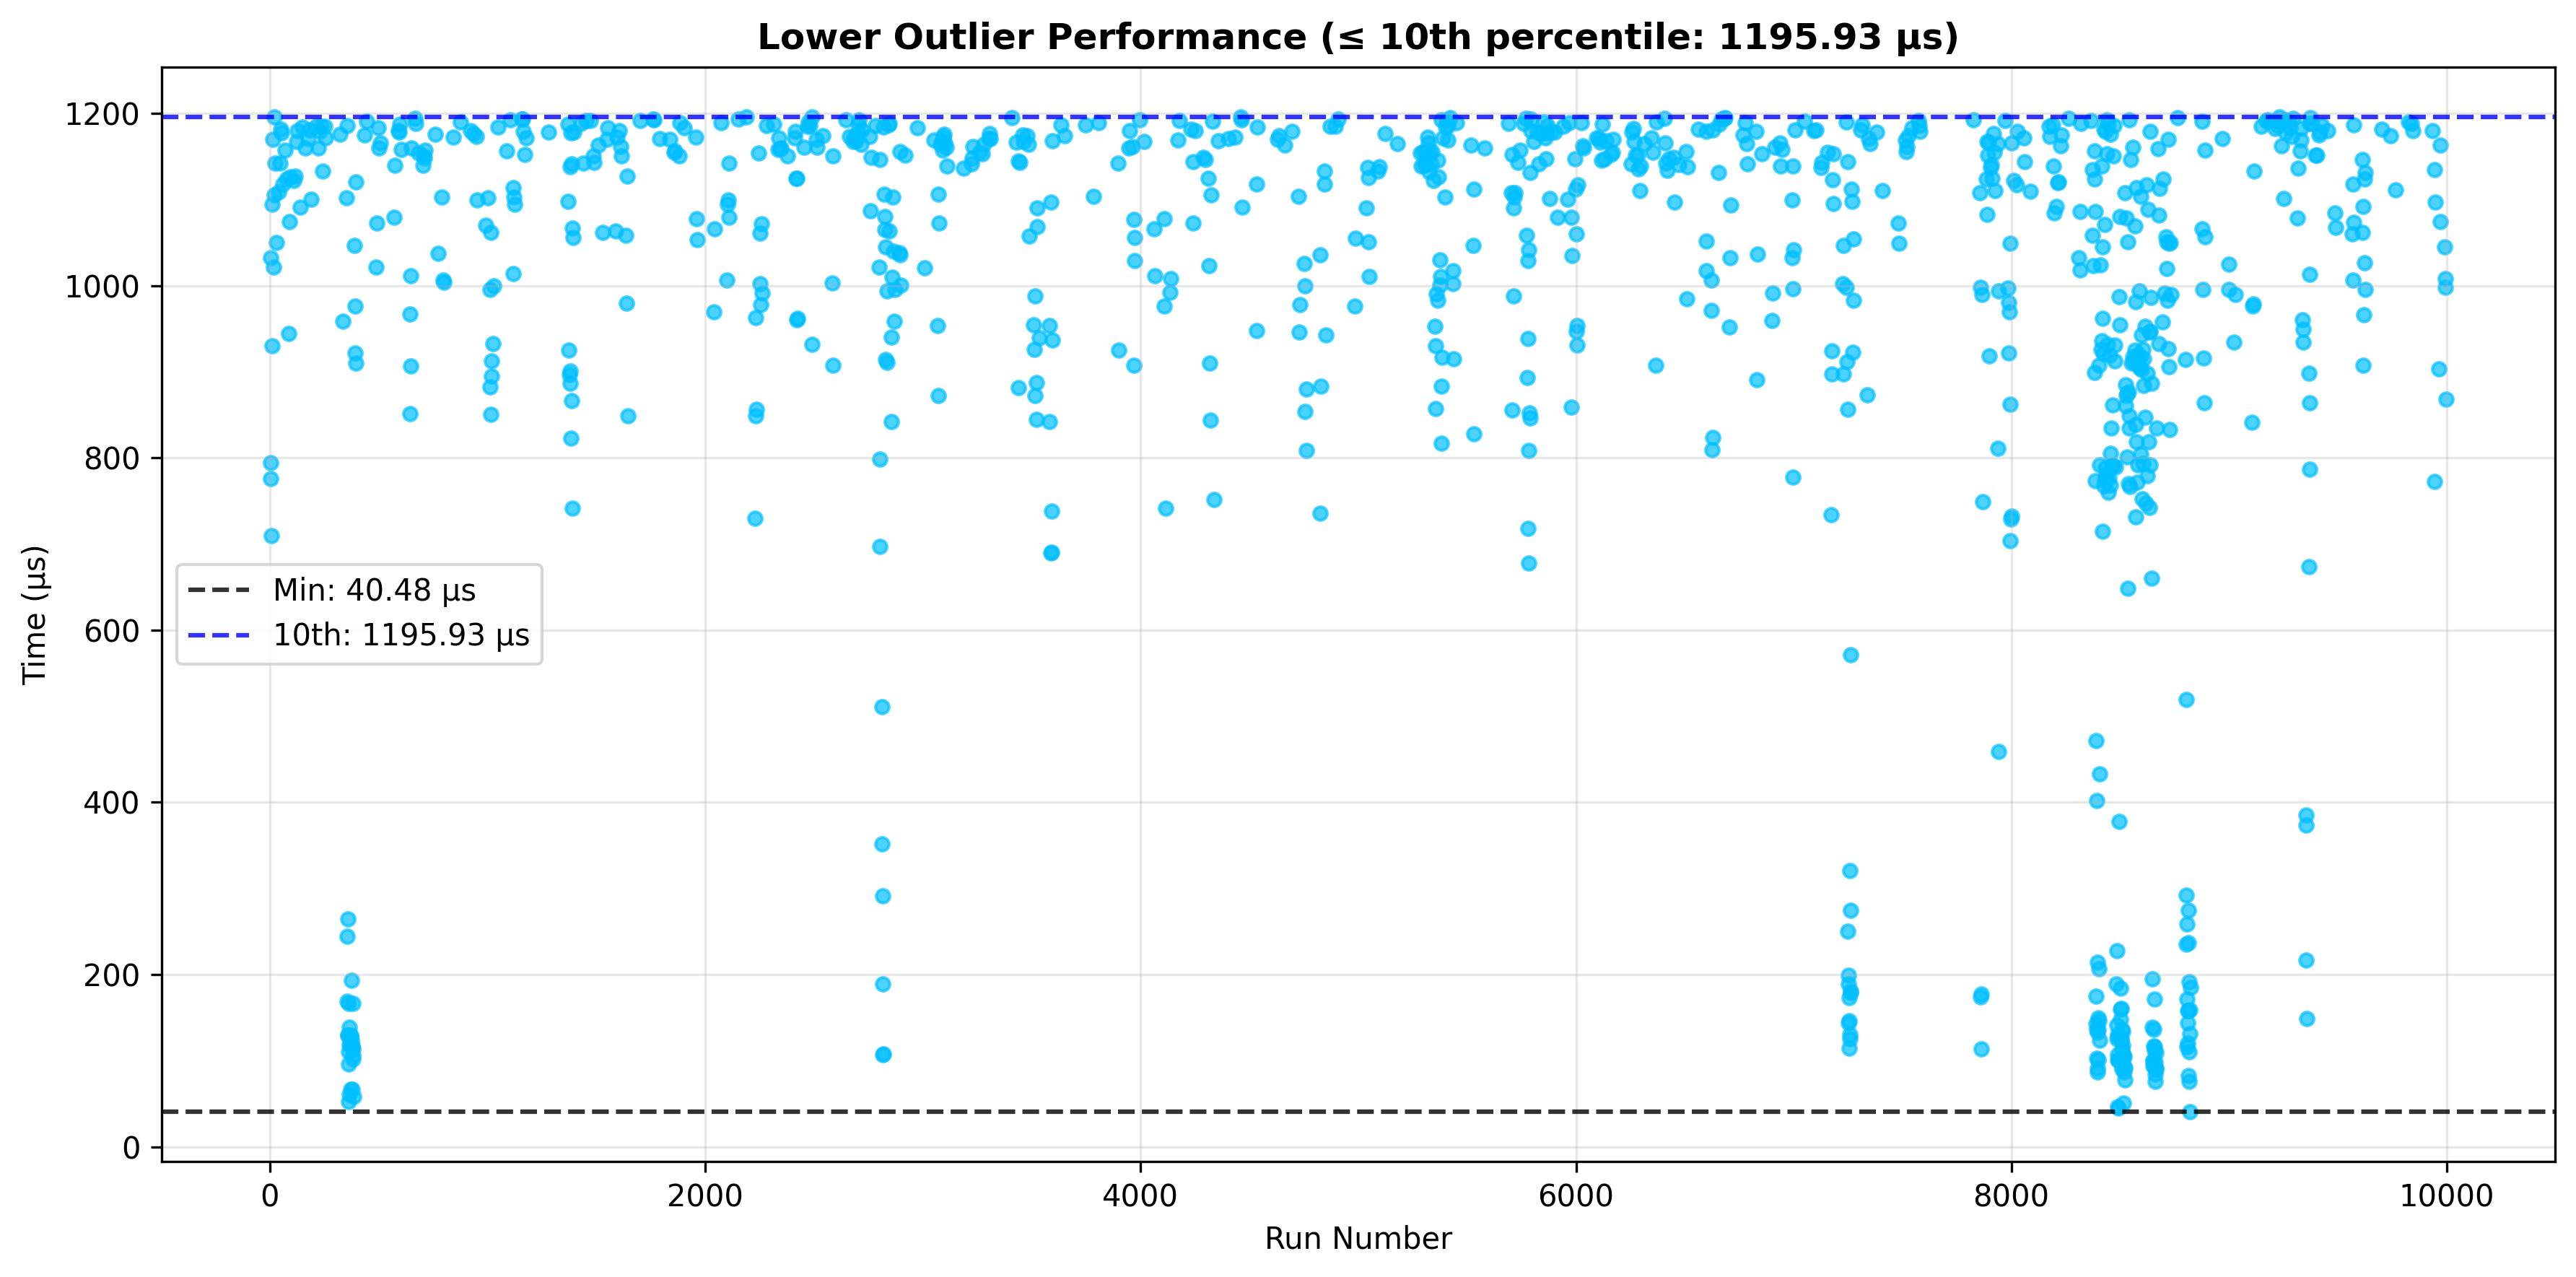 Lower Outlier Performance (≤ 10th percentile: 1195.93 µs)
Time (µs)
1200
1000
800
600
400
200
0
Min: 40.48 µs
10th: 1195.93 µs
0 2000 4000 6000 8000 10000
Run Number